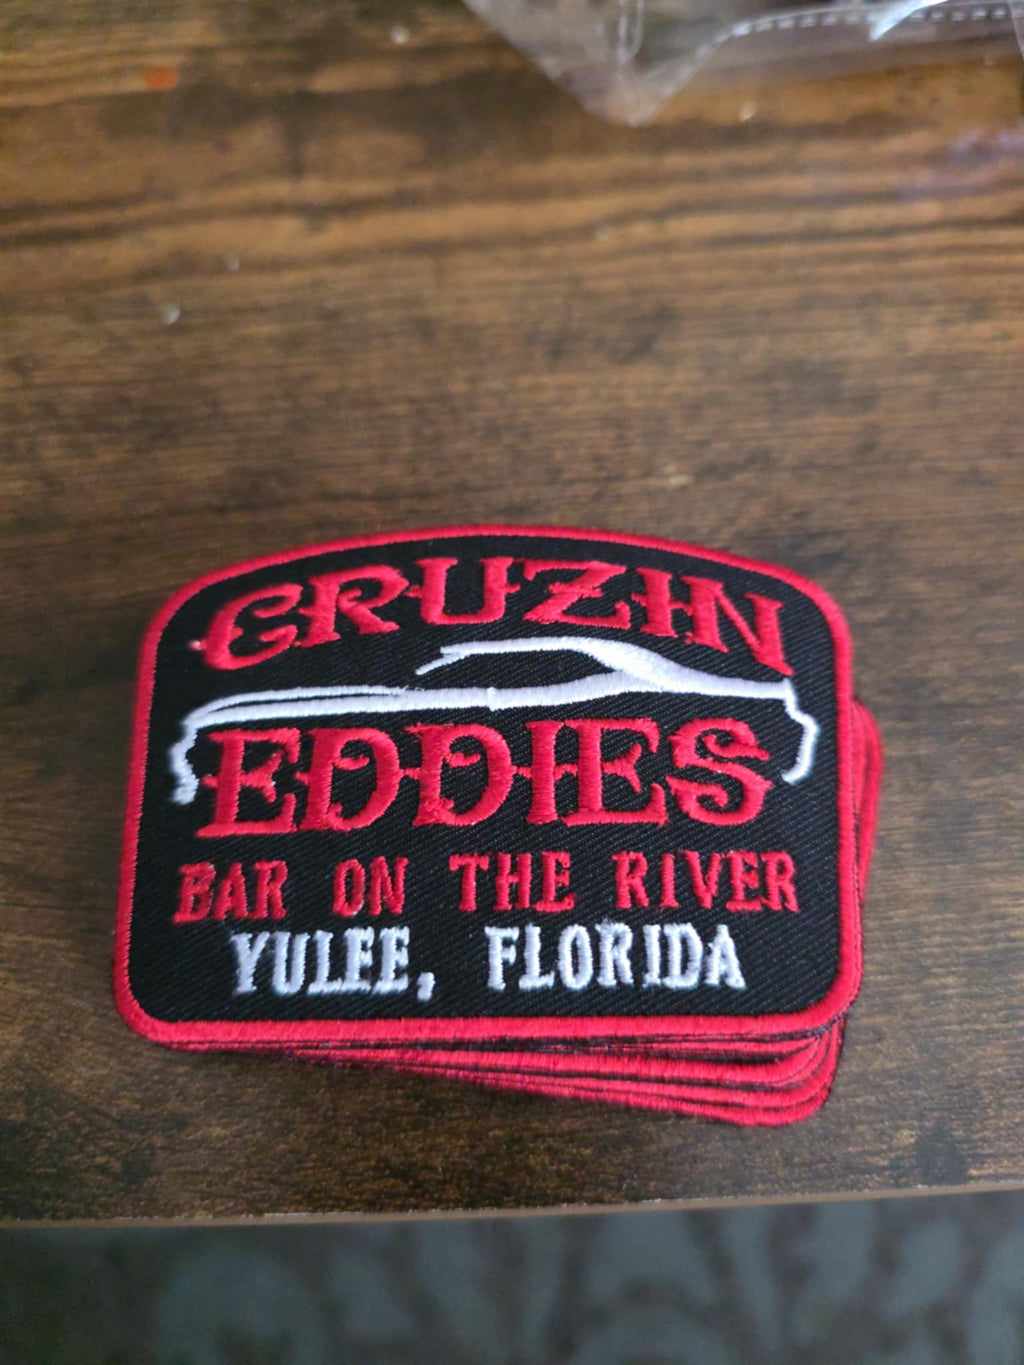 CRUZIN
EDDIES
BAR ON THE RIVER
YULEE, FLORIDA